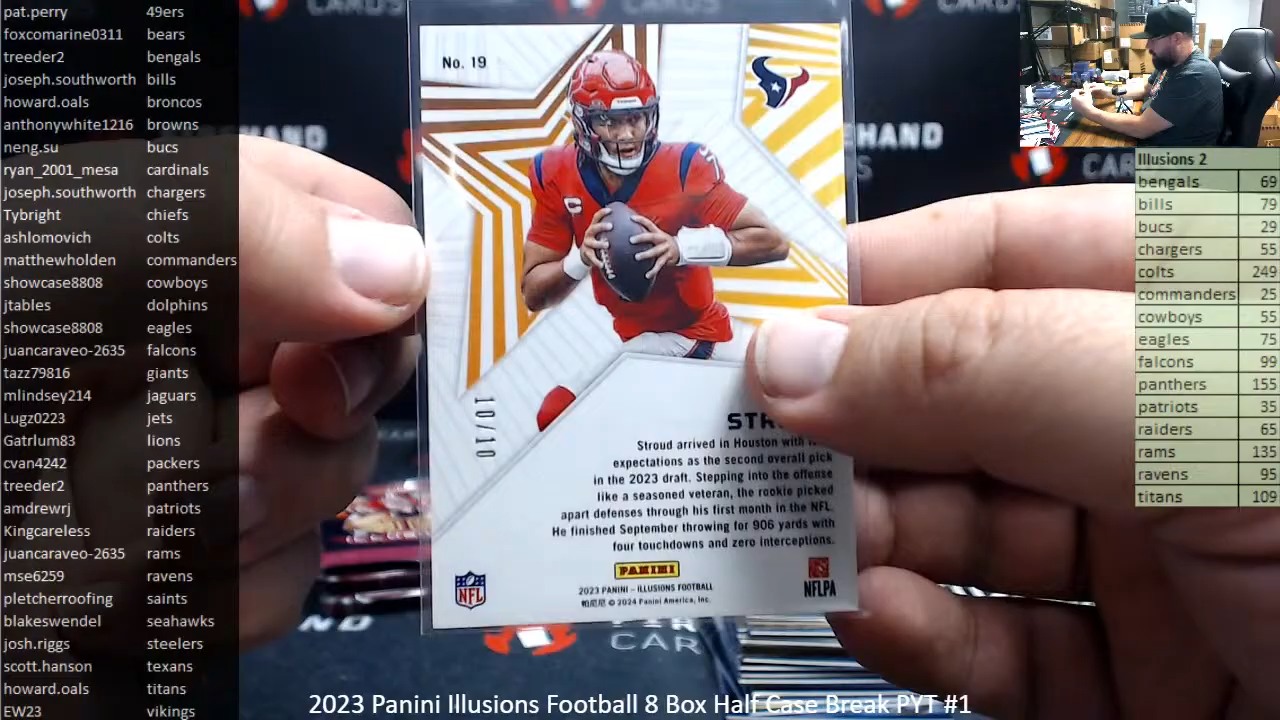 pat.perry 49ers
foxcomarine0311 bears
treeder2 bengals
joseph.southworth bills
howard.oals broncos
anthonywhite1216 browns
neng.su bucs
ryan_2001_mesa cardinals
joseph.southworth chargers
Tybright chiefs
ashlomovich colts
matthewholden commanders
showcase8808 cowboys
jtables dolphins
showcase8808 eagles
juancaraveo-2635 falcons
tazz79816 giants
mlindsey214 jaguars
Lugz0223 jets
Gatrlum83 lions
cvan4242 packers
treeder2 panthers
amdrewrj patriots
Kingcareless raiders
juancaraveo-2635 rams
mse6259 ravens
pletcherroofing saints
blakeswendel seahawks
josh.riggs steelers
scott.hanson texans
howard.oals titans
EW23 vikings
No. 19
C
10/10
Stroud arrived in Houston with
expectations as the second overall pick
in the 2023 draft. Stepping into the offense
like a seasoned veteran, the rookie picked
apart defenses through his first month in the NFL.
He finished September throwing for 906 yards with
four touchdowns and zero interceptions.
PANINI
2023 PANINI – ILLUSIONS FOOTBALL
帕尼尼 © 2024 Panini America, Inc.
NFL
NFLPA
CARDS
HAND
CAR
Illusions 2
bengals 69
bills 79
bucs 29
chargers 55
colts 249
commanders 25
cowboys 55
eagles 75
falcons 99
panthers 155
patriots 35
raiders 65
rams 135
ravens 95
titans 109
2023 Panini Illusions Football 8 Box Half Case Break PYT #1